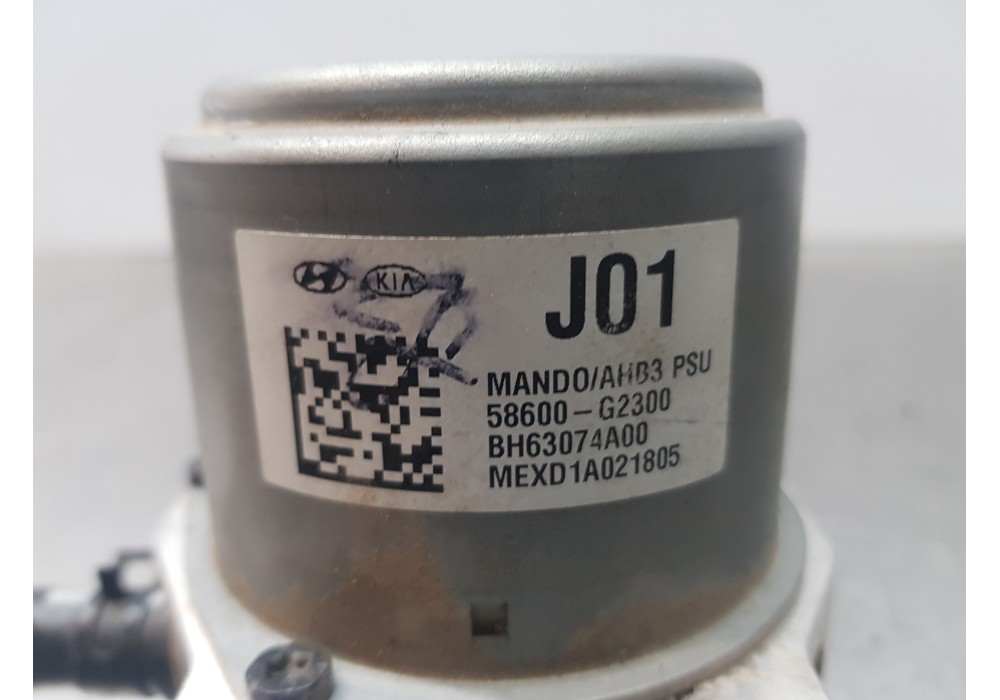 KIA
J01
MANDO/AHB3 PSU
58600-G2300
BH63074A00
MEXD1A021805